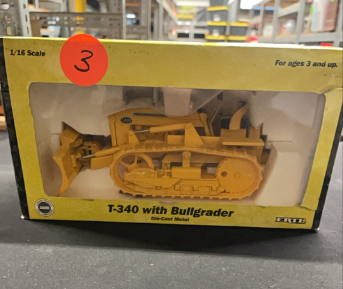 1/16 Scale
3
For ages 3 and up.
T-340 with Bullgrader
Die-Cast Metal
ERTL